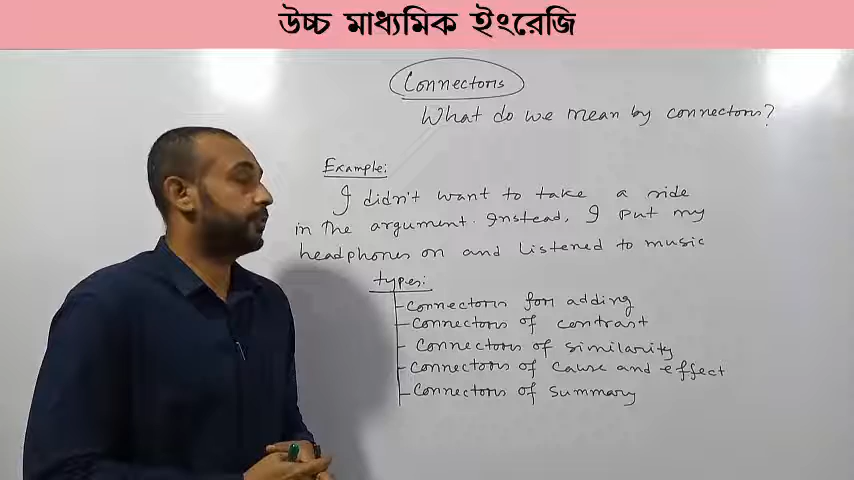 উচ্চ মাধ্যমিক ইংরেজি
Connectors
What do we mean by connectors?
Example:
I didn't want to take a ride
in the argument. Instead, I put my
headphones on and listened to music
types:
connectors for adding
connectors of contrast
connectors of similarity
connectors of cause and effect
connectors of summary